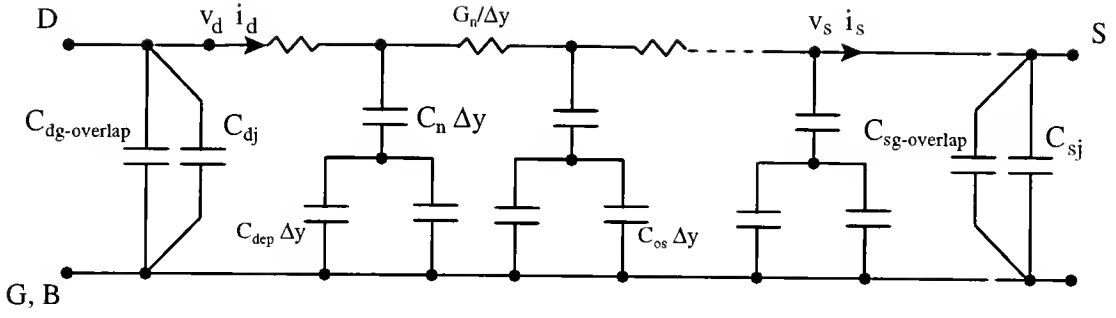 D
v_d i_d
G_n/Δy
v_s i_s
S
C_dg-overlap
C_dj
C_n Δy
C_sg-overlap
C_sj
C_dep Δy
C_os Δy
G, B